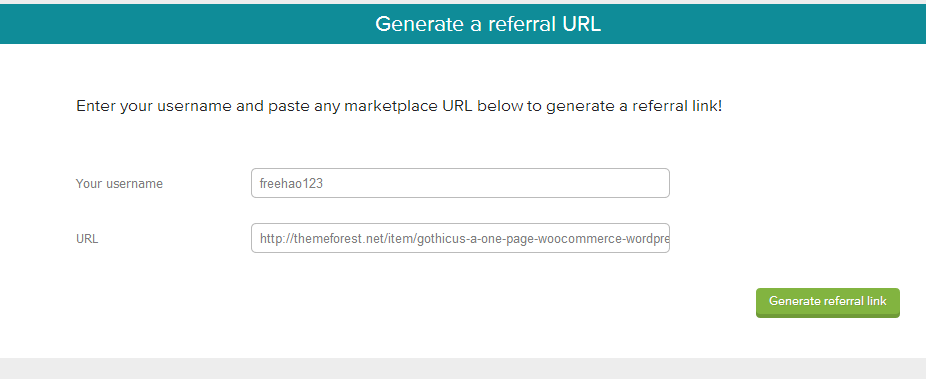 Generate a referral URL
Enter your username and paste any marketplace URL below to generate a referral link!
Your username
freehao123
URL
http://themeforest.net/item/gothicus-a-one-page-woocommerce-wordpre
Generate referral link